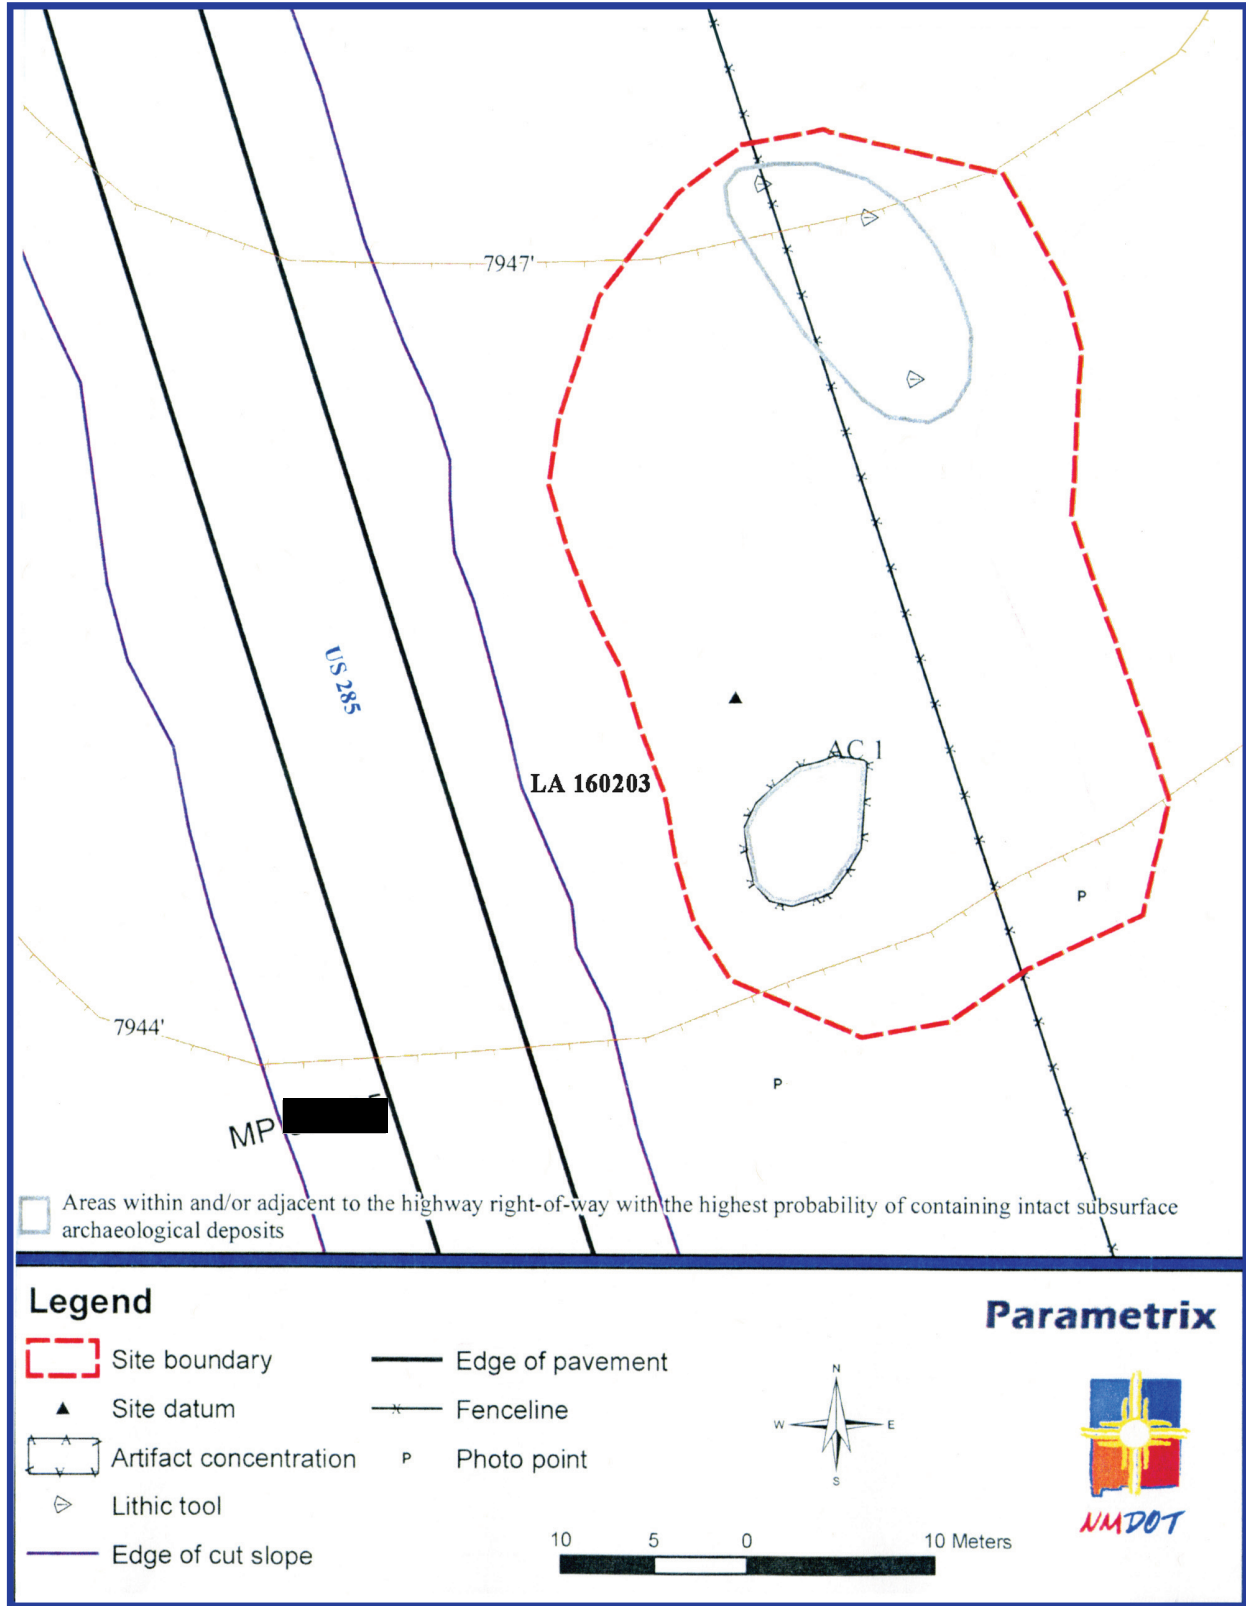 7947'
US 285
AC 1
LA 160203
P
7944'
P
MP
Areas within and/or adjacent to the highway right-of-way with the highest probability of containing intact subsurface
archaeological deposits
Legend
Parametrix
Site boundary
Edge of pavement
Site datum
Fenceline
Artifact concentration
P Photo point
Lithic tool
Edge of cut slope
N
W E
S
10 5 0 10 Meters
NMDOT